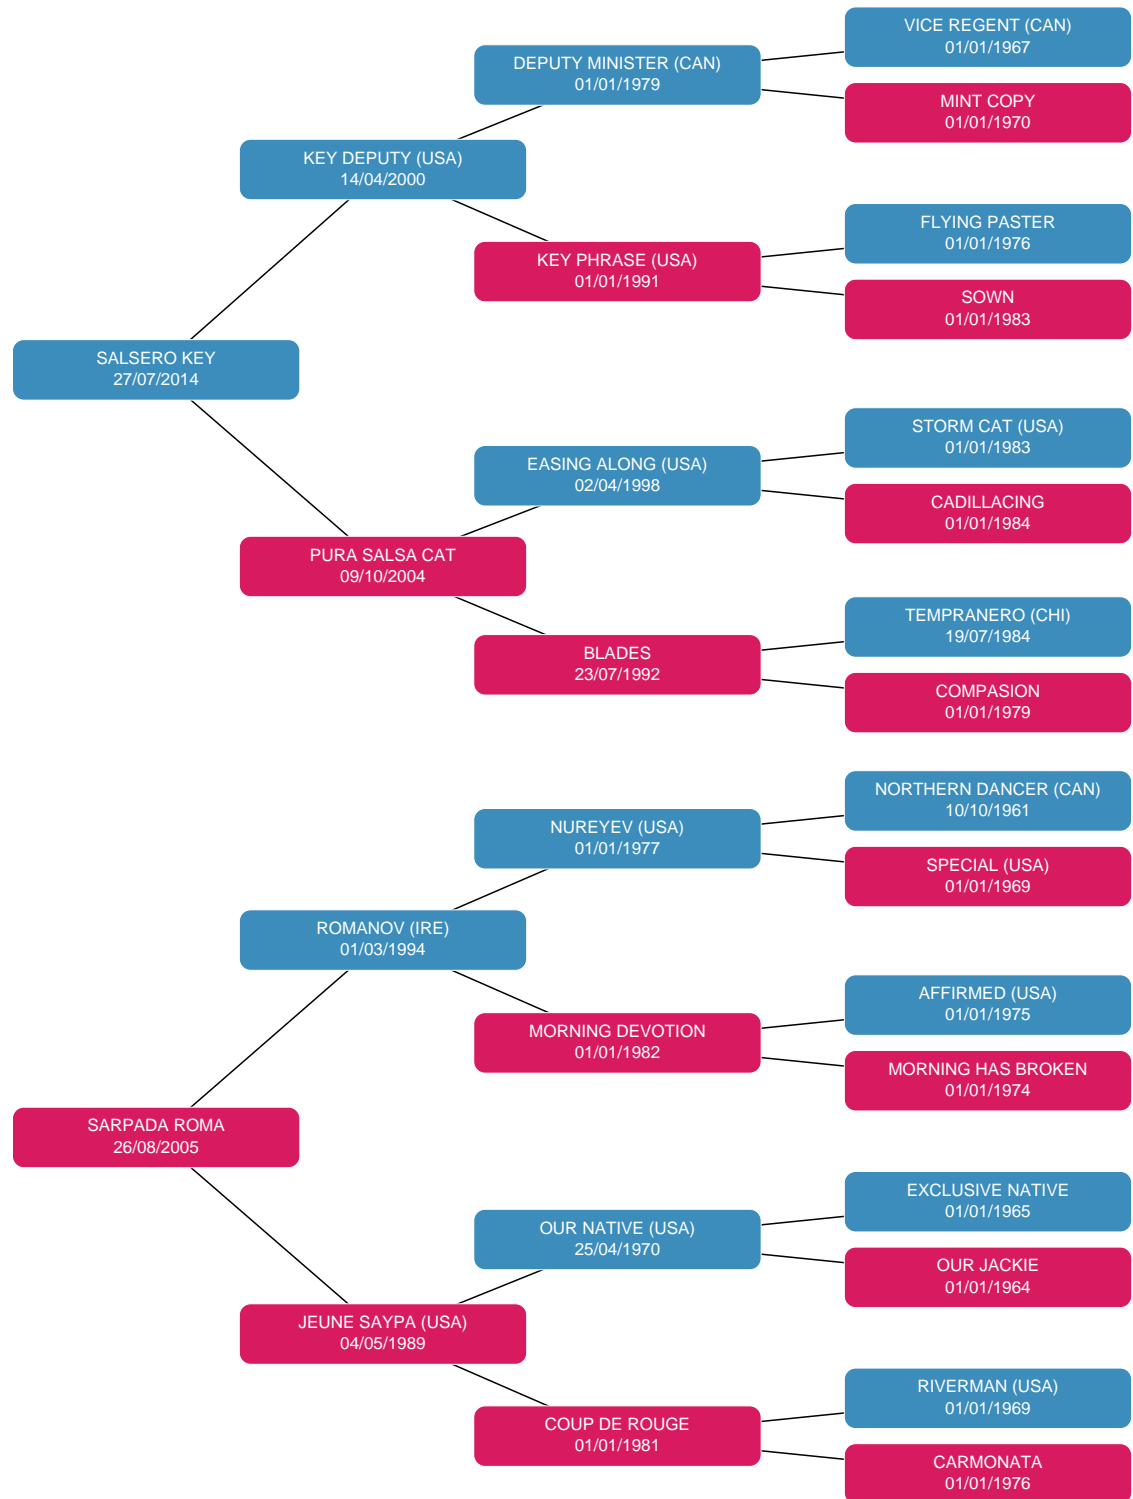 VICE REGENT (CAN)
01/01/1967
DEPUTY MINISTER (CAN)
01/01/1979
MINT COPY
01/01/1970
KEY DEPUTY (USA)
14/04/2000
FLYING PASTER
01/01/1976
KEY PHRASE (USA)
01/01/1991
SOWN
01/01/1983
SALSERO KEY
27/07/2014
STORM CAT (USA)
01/01/1983
EASING ALONG (USA)
02/04/1998
CADILLACING
01/01/1984
PURA SALSA CAT
09/10/2004
TEMPRANERO (CHI)
19/07/1984
BLADES
23/07/1992
COMPASION
01/01/1979
NORTHERN DANCER (CAN)
10/10/1961
NUREYEV (USA)
01/01/1977
SPECIAL (USA)
01/01/1969
ROMANOV (IRE)
01/03/1994
AFFIRMED (USA)
01/01/1975
MORNING DEVOTION
01/01/1982
MORNING HAS BROKEN
01/01/1974
SARPADA ROMA
26/08/2005
EXCLUSIVE NATIVE
01/01/1965
OUR NATIVE (USA)
25/04/1970
OUR JACKIE
01/01/1964
JEUNE SAYPA (USA)
04/05/1989
RIVERMAN (USA)
01/01/1969
COUP DE ROUGE
01/01/1981
CARMONATA
01/01/1976